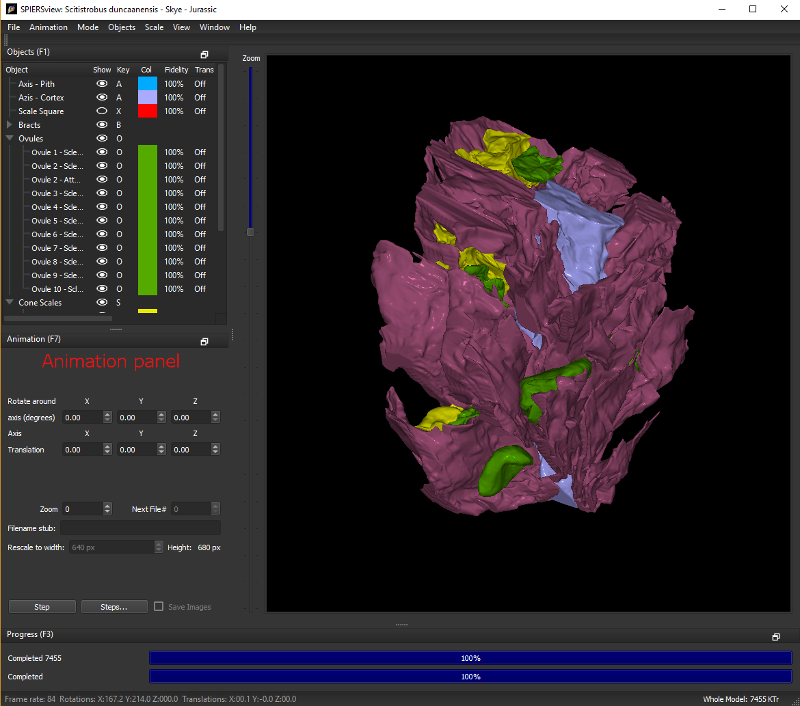 SPIERSview: Scitistrobus duncaanensis - Skye - Jurassic
File Animation Mode Objects Scale View Window Help
Objects (F1)
Zoom
Object Show Key Col Fidelity Trans
Axis - Pith A 100% Off
Azis - Cortex A 100% Off
Scale Square X 100% Off
Bracts B
Ovules O
Ovule 1 - Scle... O 100% Off
Ovule 2 - Scle... O 100% Off
Ovule 2 - Att... O 100% Off
Ovule 3 - Scle... O 100% Off
Ovule 4 - Scle... O 100% Off
Ovule 5 - Scle... O 100% Off
Ovule 6 - Scle... O 100% Off
Ovule 7 - Scle... O 100% Off
Ovule 8 - Scle... O 100% Off
Ovule 9 - Scle... O 100% Off
Ovule 10 - Scl... O 100% Off
Cone Scales S
Animation (F7)
Animation panel
Rotate around X Y Z
axis (degrees) 0.00 0.00 0.00
Axis X Y Z
Translation 0.00 0.00 0.00
Zoom 0 Next File# 0
Filename stub:
Rescale to width: 640 px Height: 680 px
Step Steps... Save Images
Progress (F3)
Completed 7455 100%
Completed 100%
Frame rate: 84 Rotations: X:167.2 Y:214.0 Z:000.0 Translations: X:00.1 Y:-0.0 Z:00.0 Whole Model: 7455 KTr